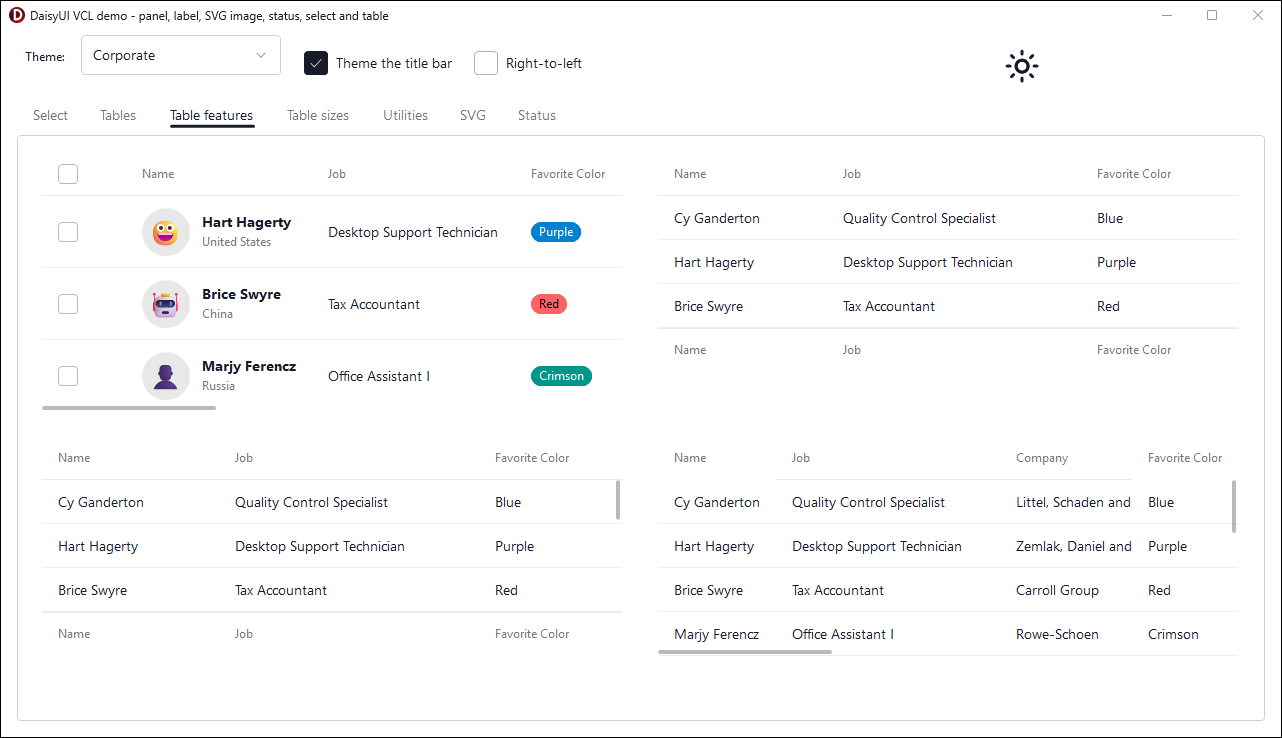 DaisyUI VCL demo - panel, label, SVG image, status, select and table
Theme: Corporate Theme the title bar Right-to-left
Select Tables Table features Table sizes Utilities SVG Status
Name Job Favorite Color
Hart Hagerty
United States
Desktop Support Technician Purple
Brice Swyre
China
Tax Accountant Red
Marjy Ferencz
Russia
Office Assistant I Crimson
Name Job Favorite Color
Cy Ganderton Quality Control Specialist Blue
Hart Hagerty Desktop Support Technician Purple
Brice Swyre Tax Accountant Red
Name Job Favorite Color
Name Job Favorite Color
Cy Ganderton Quality Control Specialist Blue
Hart Hagerty Desktop Support Technician Purple
Brice Swyre Tax Accountant Red
Name Job Favorite Color
Name Job Company Favorite Color
Cy Ganderton Quality Control Specialist Littel, Schaden and Blue
Hart Hagerty Desktop Support Technician Zemlak, Daniel and Purple
Brice Swyre Tax Accountant Carroll Group Red
Marjy Ferencz Office Assistant I Rowe-Schoen Crimson